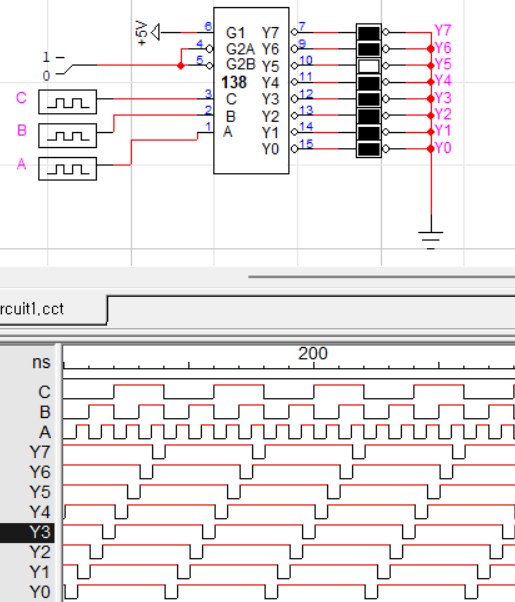 +5V
6 G1 Y7 7 Y7
4 G2A Y6 9 Y6
5 G2B Y5 10 Y5
1
0
138 Y4 11 Y4
C 3 C Y3 12 Y3
B 2 B Y2 13 Y2
A 1 A Y1 14 Y1
Y0 15 Y0
rcuit1.cct
ns 200
C
B
A
Y7
Y6
Y5
Y4
Y3
Y2
Y1
Y0